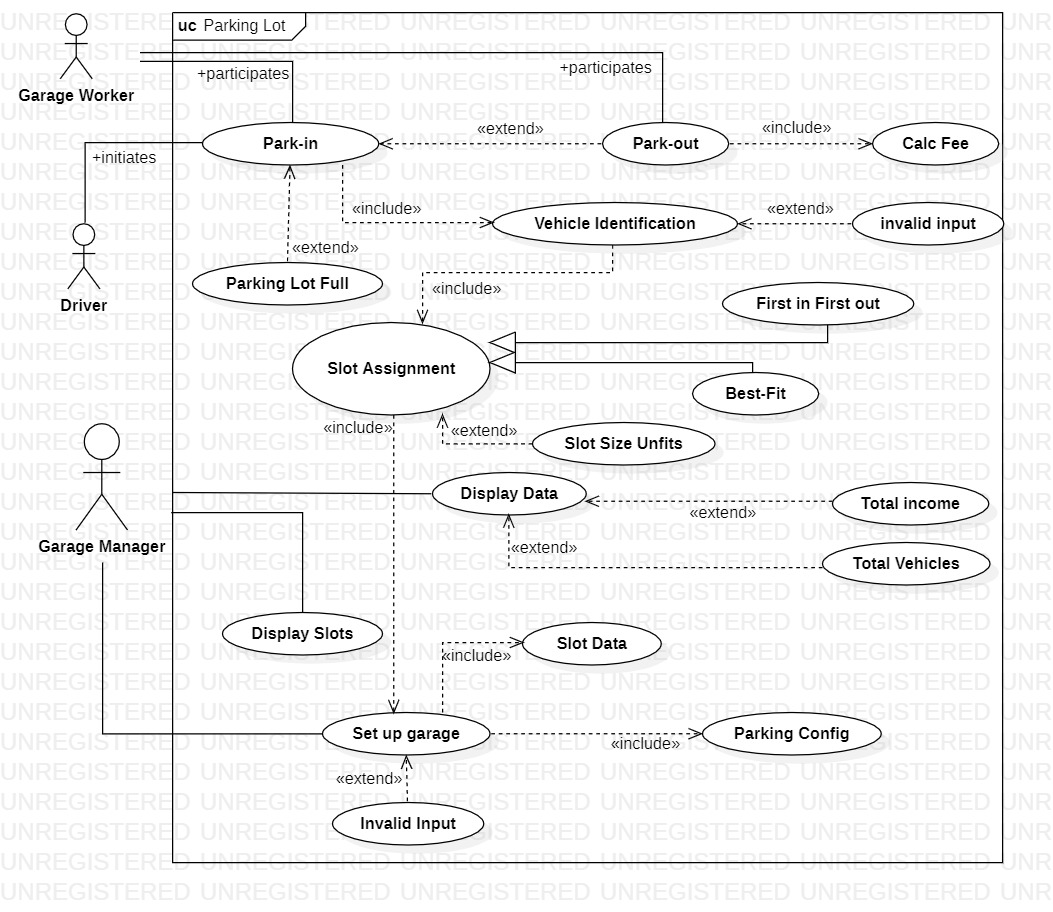 uc Parking Lot
+participates
+participates
Garage Worker
«extend»
«include»
Park-in
Park-out
Calc Fee
+initiates
«include»
«extend»
Vehicle Identification
invalid input
«extend»
Parking Lot Full
Driver
«include»
First in First out
Slot Assignment
Best-Fit
«include»
«extend»
Slot Size Unfits
Display Data
Total income
«extend»
Garage Manager
«extend»
Total Vehicles
Display Slots
Slot Data
«include»
Set up garage
Parking Config
«include»
«extend»
Invalid Input
UNREGISTERED